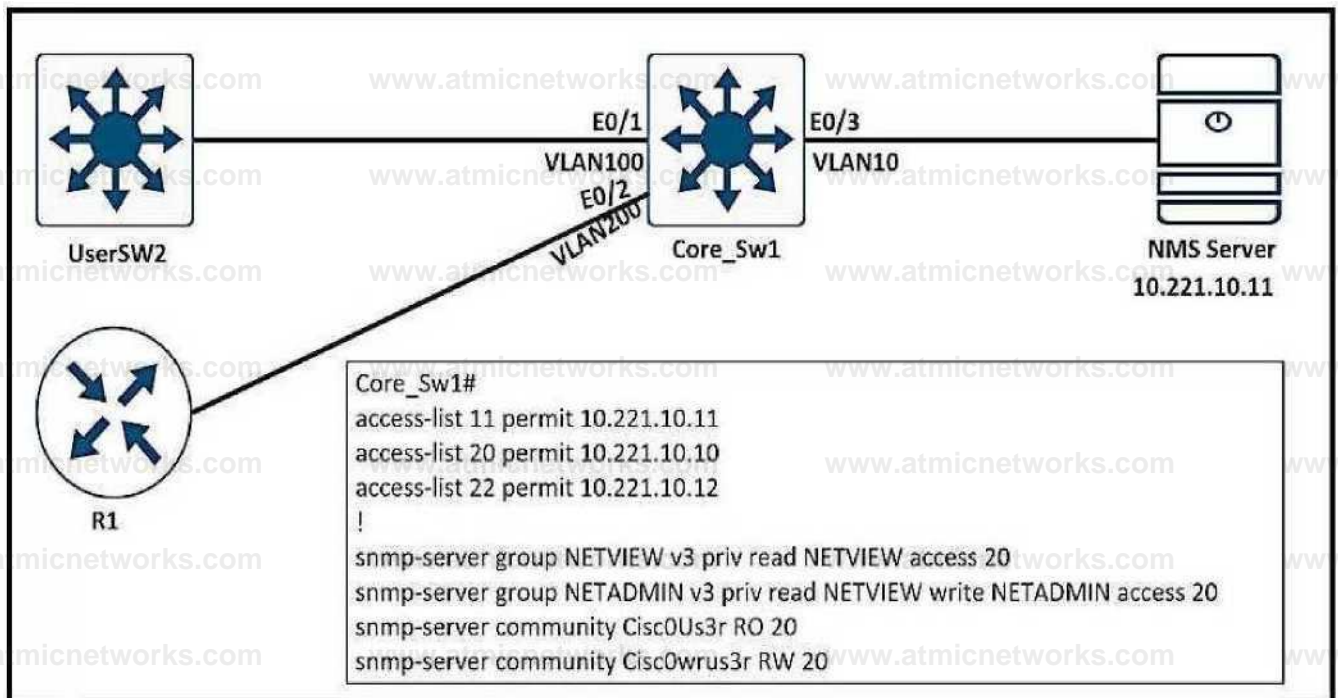 www.atmicnetworks.com
E0/1
E0/3
VLAN100
VLAN10
E0/2
VLAN200
UserSW2
Core_Sw1
NMS Server
10.221.10.11
R1
Core_Sw1#
access-list 11 permit 10.221.10.11
access-list 20 permit 10.221.10.10
access-list 22 permit 10.221.10.12
!
snmp-server group NETVIEW v3 priv read NETVIEW access 20
snmp-server group NETADMIN v3 priv read NETVIEW write NETADMIN access 20
snmp-server community Cisc0Us3r RO 20
snmp-server community Cisc0wrus3r RW 20